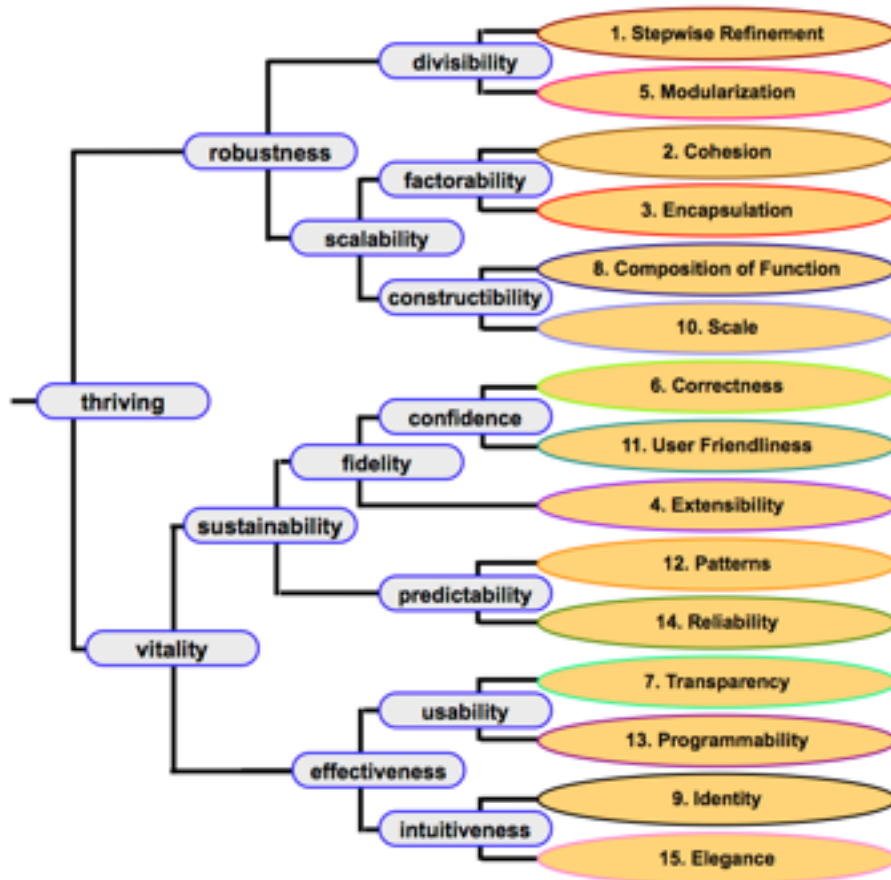 1. Stepwise Refinement
divisibility
5. Modularization
robustness
2. Cohesion
factorability
3. Encapsulation
scalability
8. Composition of Function
constructibility
10. Scale
thriving
6. Correctness
confidence
11. User Friendliness
fidelity
4. Extensibility
sustainability
12. Patterns
predictability
14. Reliability
vitality
7. Transparency
usability
13. Programmability
effectiveness
9. Identity
intuitiveness
15. Elegance